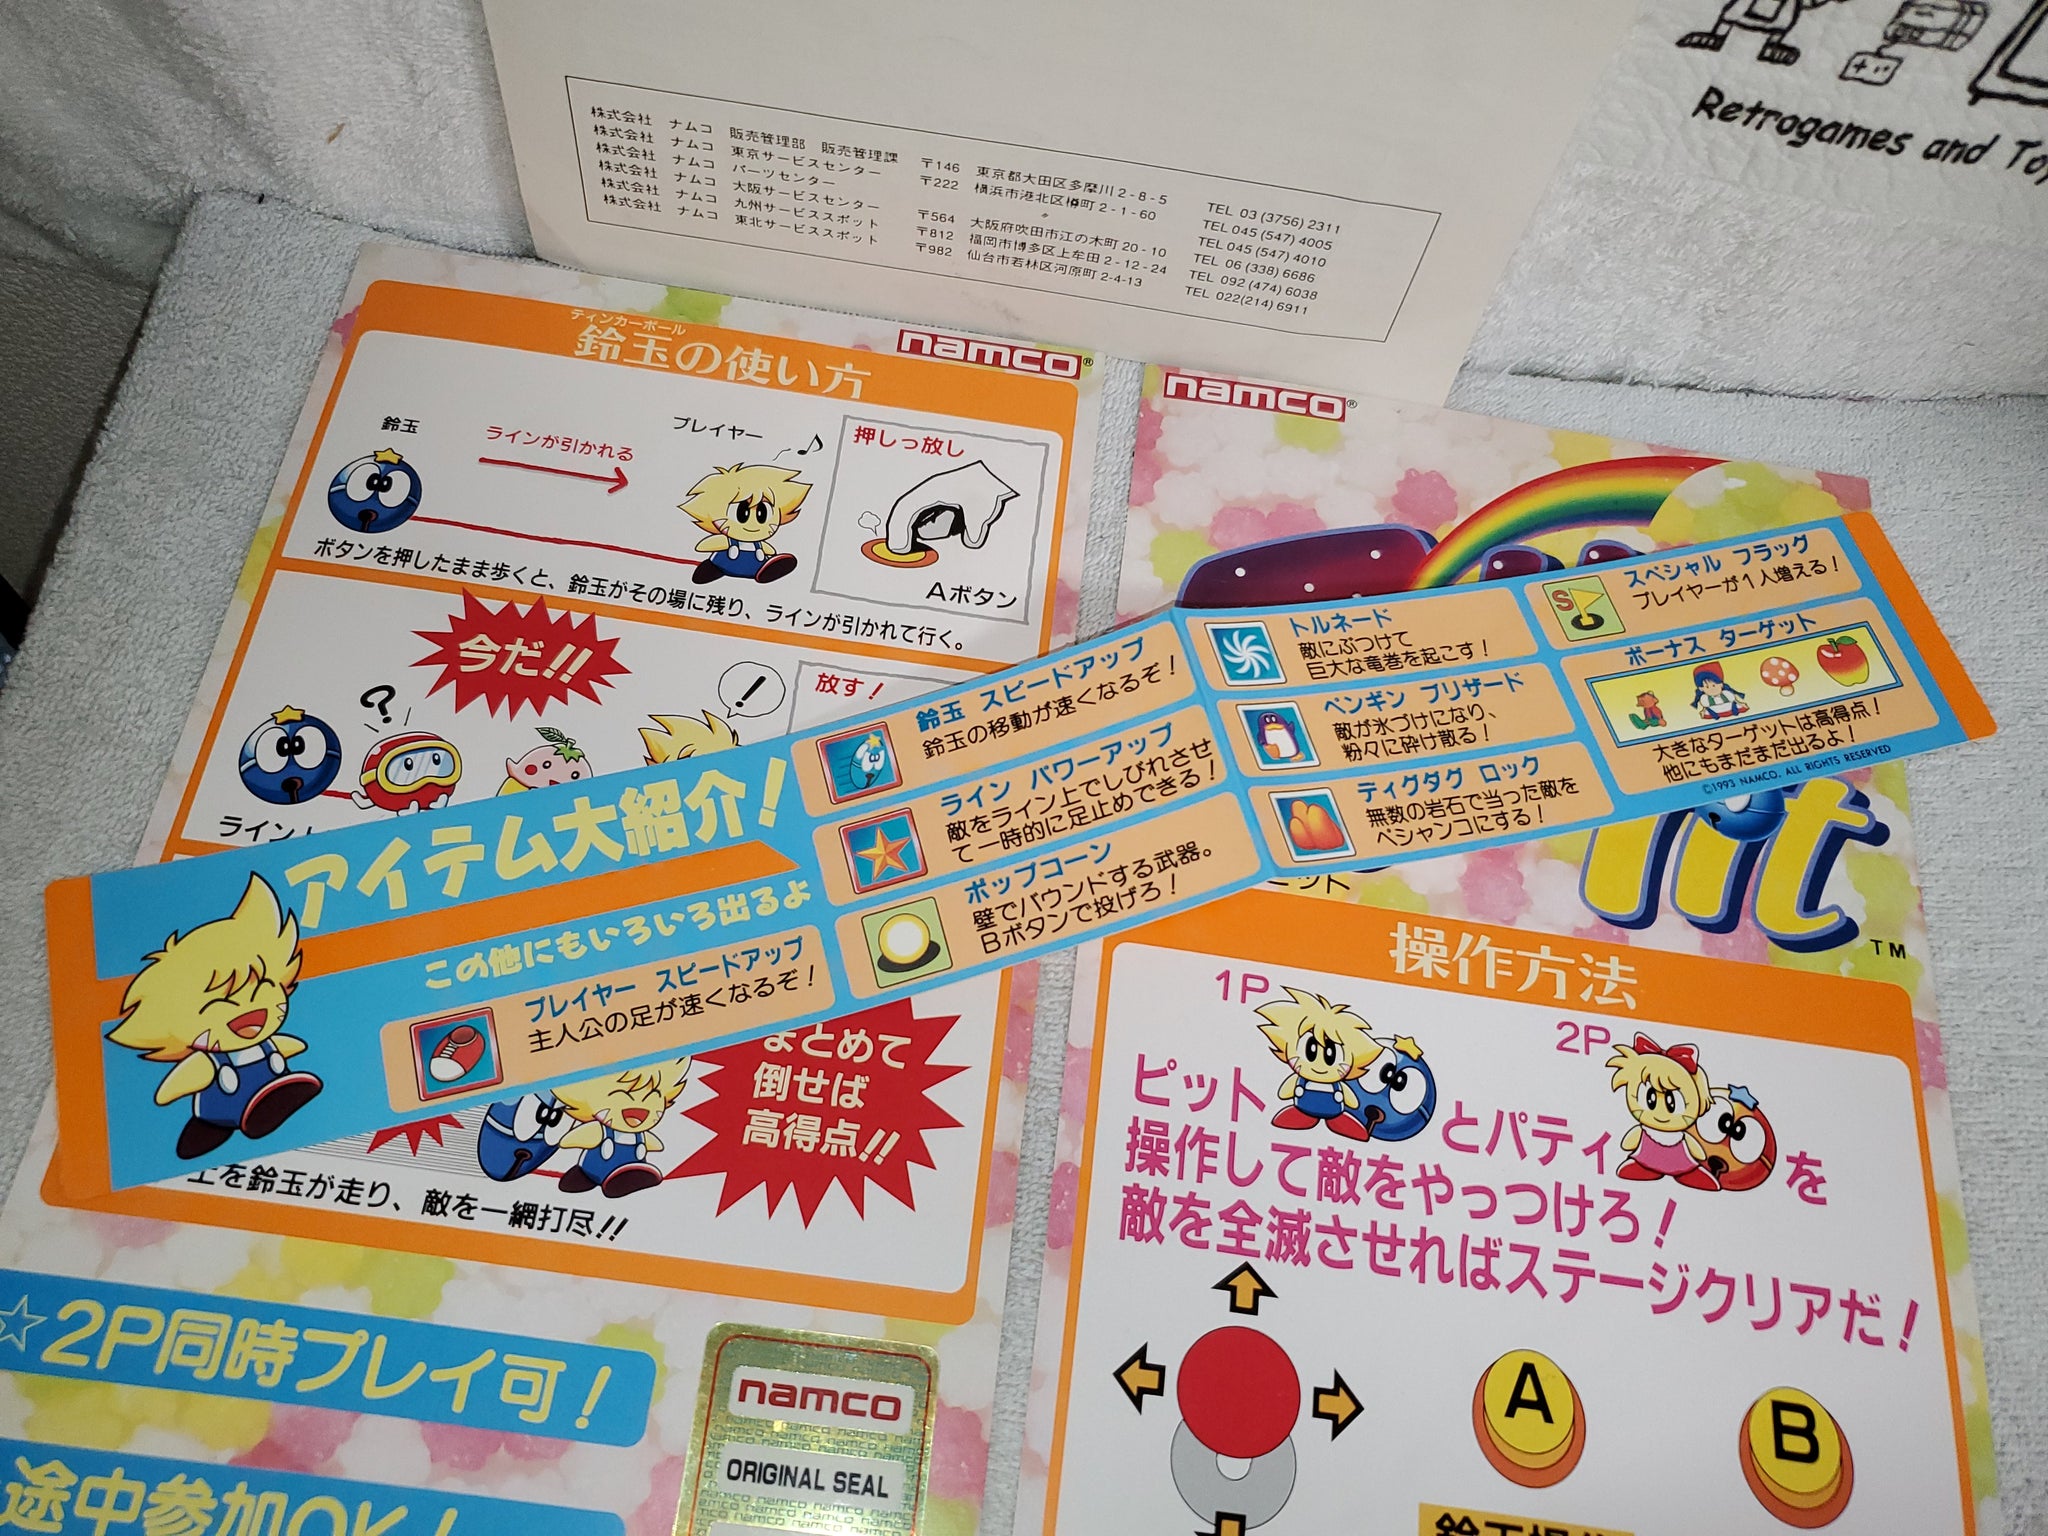 Retrogames and To
株式会社 ナムコ 販売管理部 販売管理課 〒146 東京都大田区多摩川2-8-5 TEL 03 (3756) 2311
株式会社 ナムコ 東京サービスセンター 〒222 横浜市港北区樽町2-1-60 TEL 045 (547) 4005
株式会社 ナムコ パーツセンター 〃 TEL 045 (547) 4010
株式会社 ナムコ 大阪サービスセンター 〒564 大阪府吹田市江の木町20-10 TEL 06 (338) 6686
株式会社 ナムコ 九州サービススポット 〒812 福岡市博多区上牟田2-12-24 TEL 092 (474) 6038
株式会社 ナムコ 東北サービススポット 〒982 仙台市若林区河原町2-4-13 TEL 022(214) 6911
namco®
ティンカーボール
鈴玉の使い方
鈴玉
ラインが引かれる
プレイヤー
押しっ放し
Aボタン
ボタンを押したまま歩くと、鈴玉がその場に残り、ラインが引かれて行く。
今だ!!
?
!
放す!
ライン
まとめて
倒せば
高得点!!
を鈴玉が走り、敵を一網打尽!!
☆2P同時プレイ可!
途中参加OK!
namco
ORIGINAL SEAL
アイテム大紹介!
この他にもいろいろ出るよ
プレイヤー スピードアップ
主人公の足が速くなるぞ!
鈴玉 スピードアップ
鈴玉の移動が速くなるぞ!
ライン パワーアップ
敵をライン上でしびれさせ
て一時的に足止めできる!
ポップコーン
壁でバウンドする武器。
Bボタンで投げろ!
トルネード
敵にぶつけて
巨大な竜巻を起こす!
ペンギン ブリザード
敵が氷づけになり、
粉々に砕け散る!
ディグダグ ロック
無数の岩石で当った敵を
ペシャンコにする!
S
スペシャル フラッグ
プレイヤーが1人増える!
ボーナス ターゲット
大きなターゲットは高得点!
他にもまだまだ出るよ!
©1993 NAMCO. ALL RIGHTS RESERVED
namco®
TM
操作方法
1P
2P
ピットとパティを
操作して敵をやっつけろ!
敵を全滅させればステージクリアだ!
A
B